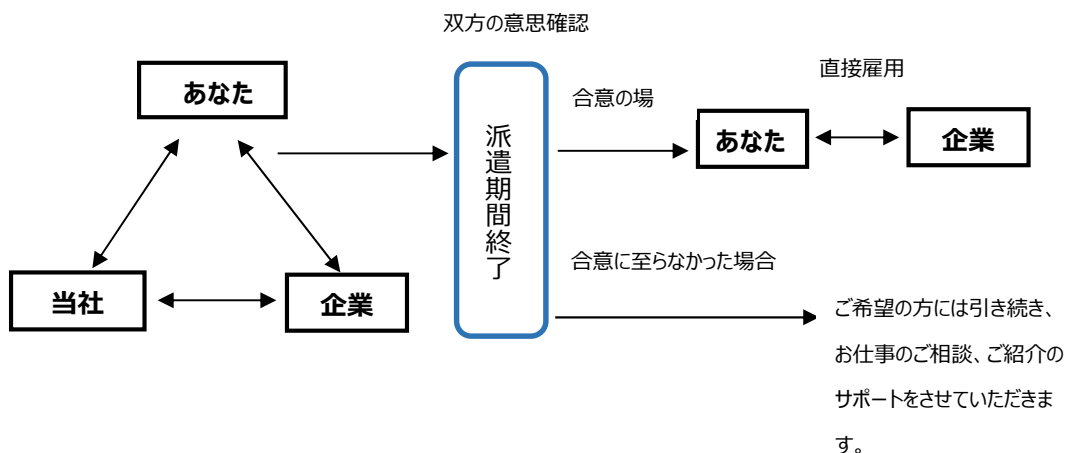 双方の意思確認
あなた
当社
企業
派遣期間終了
合意の場
直接雇用
あなた
企業
合意に至らなかった場合
ご希望の方には引き続き、
お仕事のご相談、ご紹介の
サポートをさせていただきま
す。